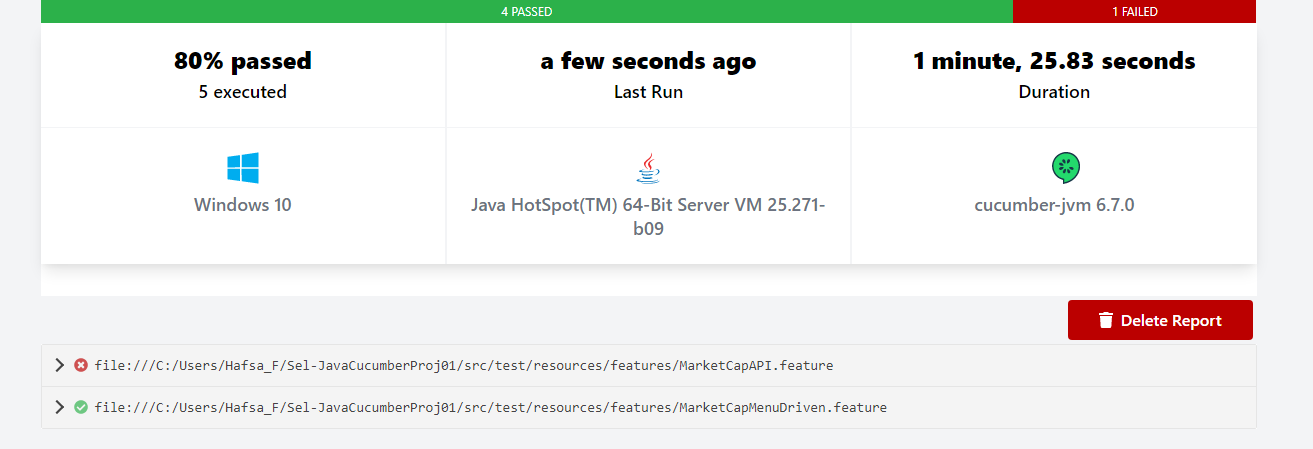 4 PASSED
1 FAILED
80% passed
5 executed
a few seconds ago
Last Run
1 minute, 25.83 seconds
Duration
Windows 10
Java HotSpot(TM) 64-Bit Server VM 25.271-
b09
cucumber-jvm 6.7.0
Delete Report
file:///C:/Users/Hafsa_F/Sel-JavaCucumberProj01/src/test/resources/features/MarketCapAPI.feature
file:///C:/Users/Hafsa_F/Sel-JavaCucumberProj01/src/test/resources/features/MarketCapMenuDriven.feature